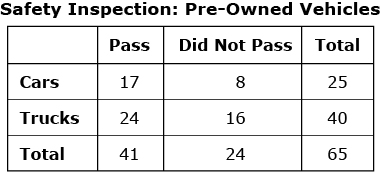 Safety Inspection: Pre-Owned Vehicles
Pass Did Not Pass Total
Cars 17 8 25
Trucks 24 16 40
Total 41 24 65